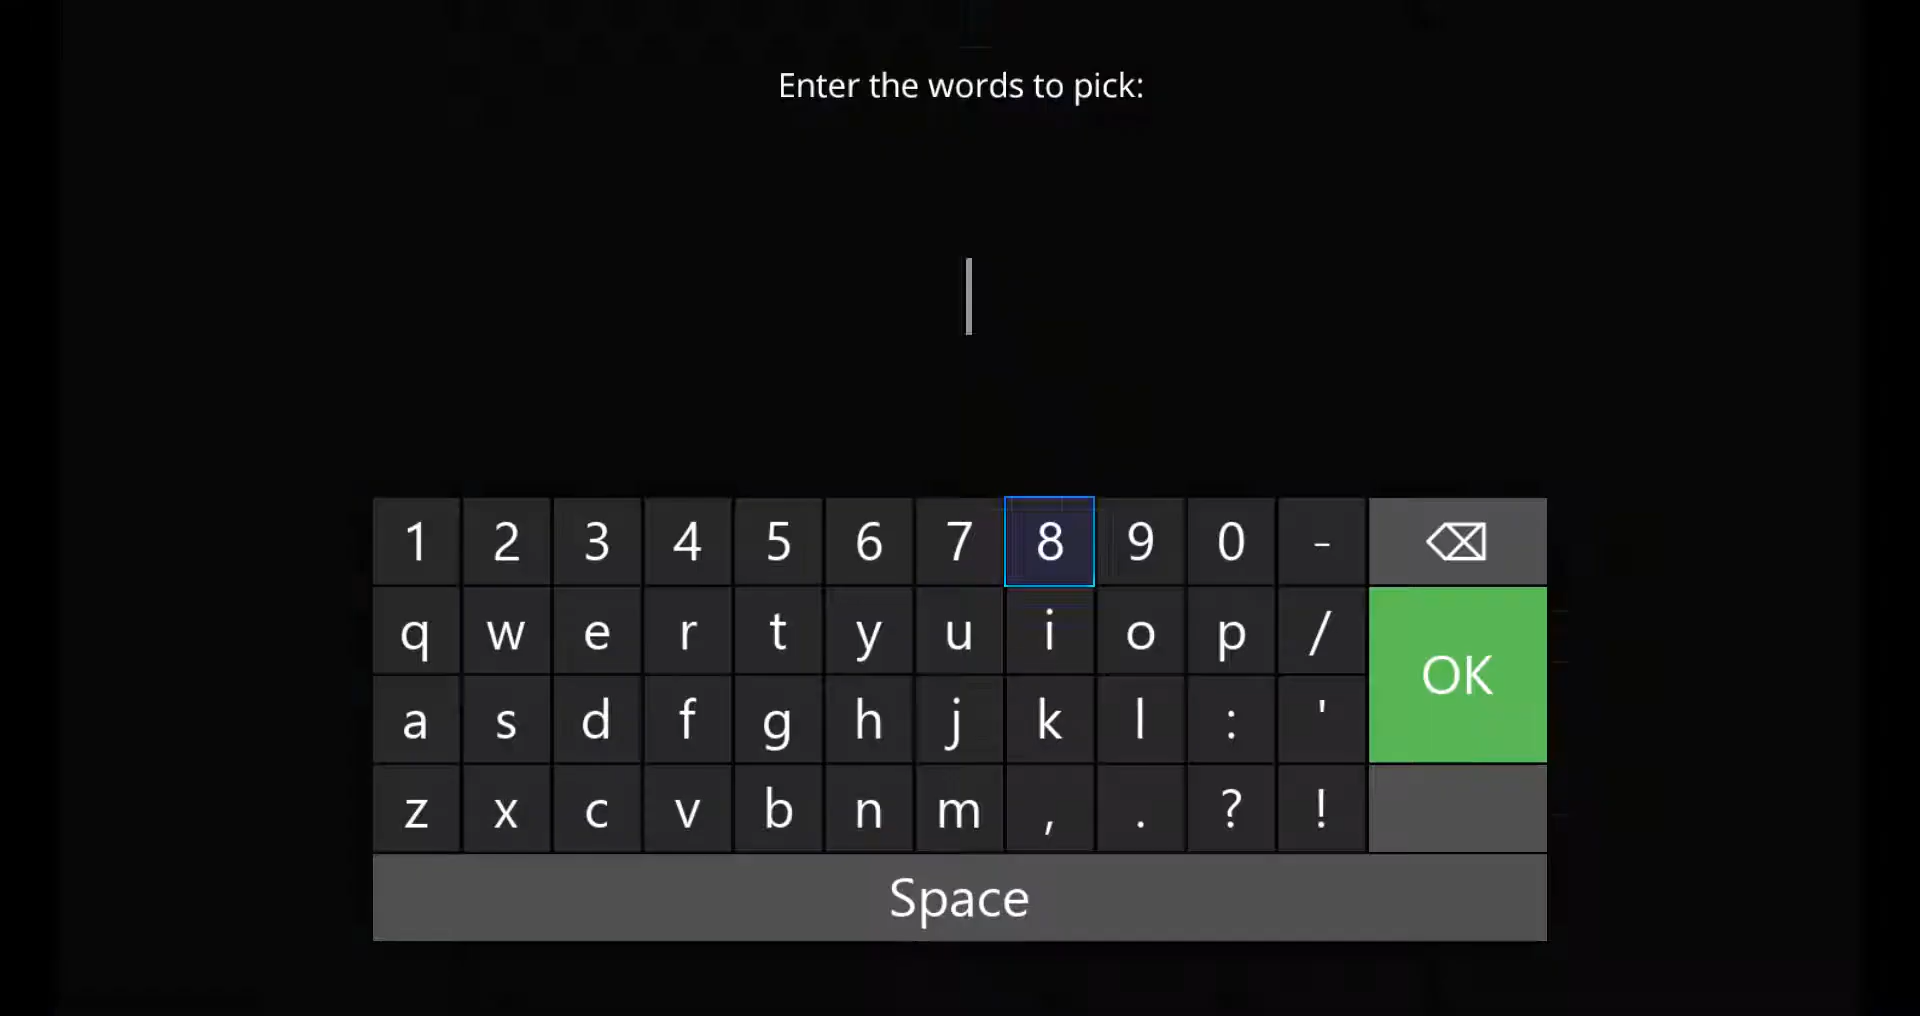 Enter the words to pick:
1 2 3 4 5 6 7 8 9 0 -
q w e r t y u i o p /
OK
a s d f g h j k l : '
z x c v b n m , . ? !
Space